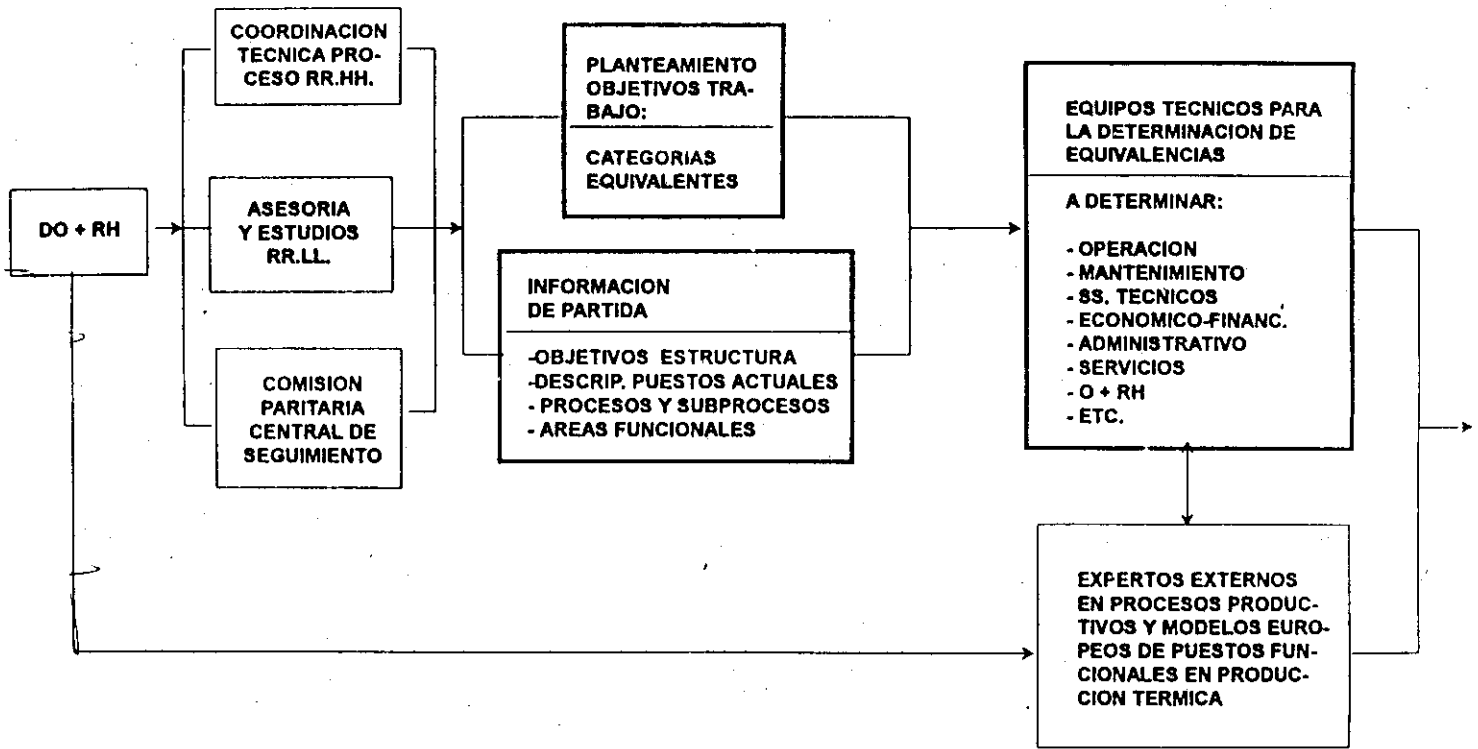 COORDINACION
TECNICA PRO-
CESO RR.HH.
DO + RH
ASESORIA
Y ESTUDIOS
RR.LL.
COMISION
PARITARIA
CENTRAL DE
SEGUIMIENTO
PLANTEAMIENTO
OBJETIVOS TRA-
BAJO:
CATEGORIAS
EQUIVALENTES
INFORMACION
DE PARTIDA
-OBJETIVOS ESTRUCTURA
-DESCRIP. PUESTOS ACTUALES
- PROCESOS Y SUBPROCESOS
- AREAS FUNCIONALES
EQUIPOS TECNICOS PARA
LA DETERMINACION DE
EQUIVALENCIAS
A DETERMINAR:
- OPERACION
- MANTENIMIENTO
- SS. TECNICOS
- ECONOMICO-FINANC.
- ADMINISTRATIVO
- SERVICIOS
- O + RH
- ETC.
EXPERTOS EXTERNOS
EN PROCESOS PRODUC-
TIVOS Y MODELOS EURO-
PEOS DE PUESTOS FUN-
CIONALES EN PRODUC-
CION TERMICA